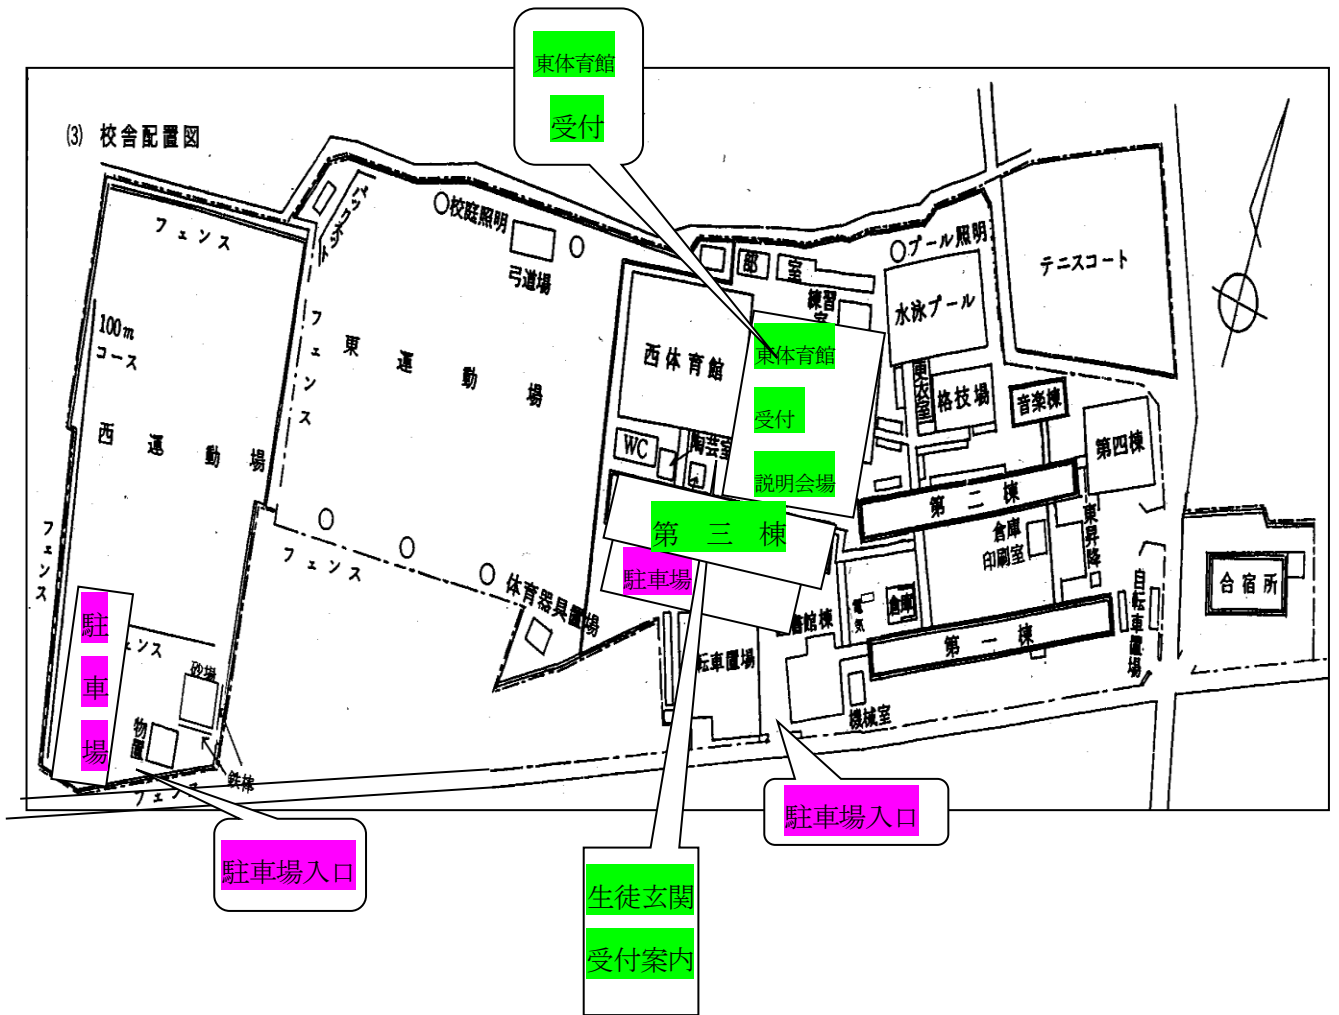 東体育館
受付
(3) 校舎配置図
フェンス
バックネット
校庭照明
弓道場
部室
プール照明
テニスコート
練習室
水泳プール
100m
コース
フェンス
東運動場
西体育館
東体育館
受付
説明会場
更衣室
格技場
音楽棟
第四棟
西運動場
WC
陶芸室
第二棟
第三棟
駐車場
倉庫
印刷室
東昇降
フェンス
フェンス
体育器具置場
電気
倉庫
自転車置場
合宿所
第一棟
書館棟
転車置場
機械室
駐車場
ェンス
砂場
物置
鉄棒
フェンス
駐車場入口
駐車場入口
生徒玄関
受付案内